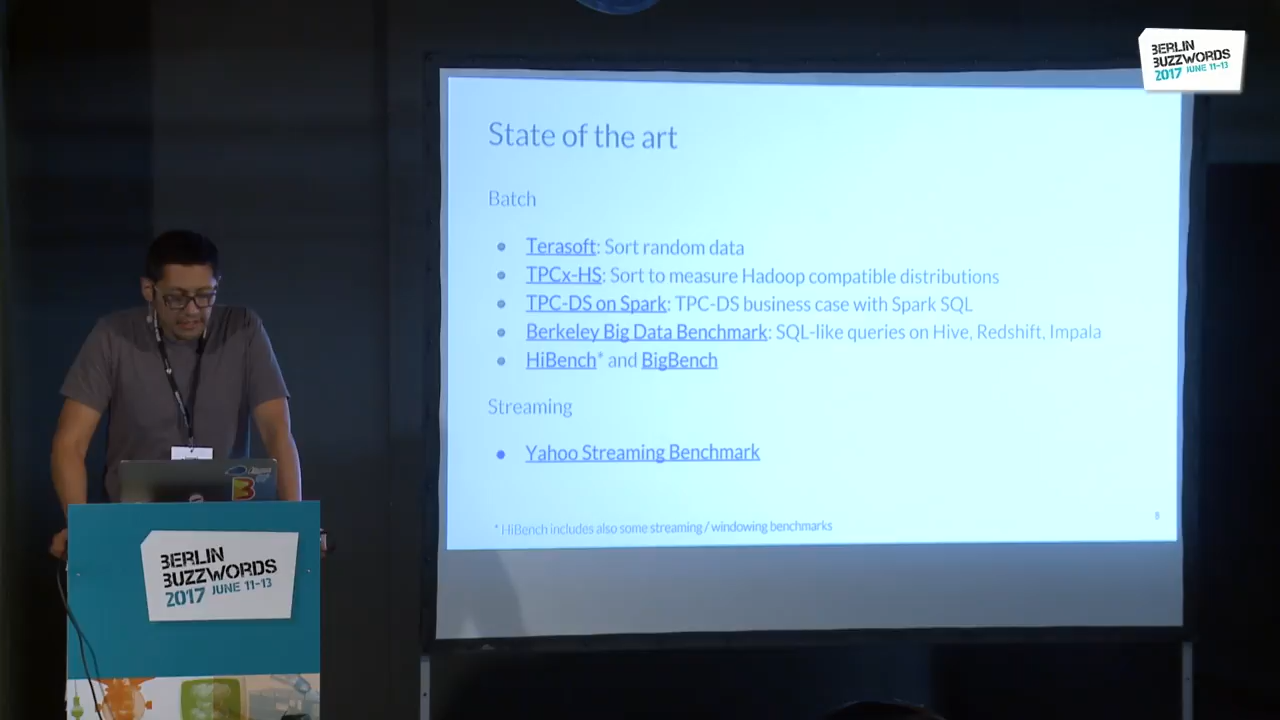 BERLIN
BUZZWORDS
2017 JUNE 11-13
State of the art
Batch
Terasoft: Sort random data
TPCx-HS: Sort to measure Hadoop compatible distributions
TPC-DS on Spark: TPC-DS business case with Spark SQL
Berkeley Big Data Benchmark: SQL-like queries on Hive, Redshift, Impala
HiBench* and BigBench
Streaming
Yahoo Streaming Benchmark
* HiBench includes also some streaming / windowing benchmarks
BERLIN
BUZZWORDS
2017 JUNE 11-13